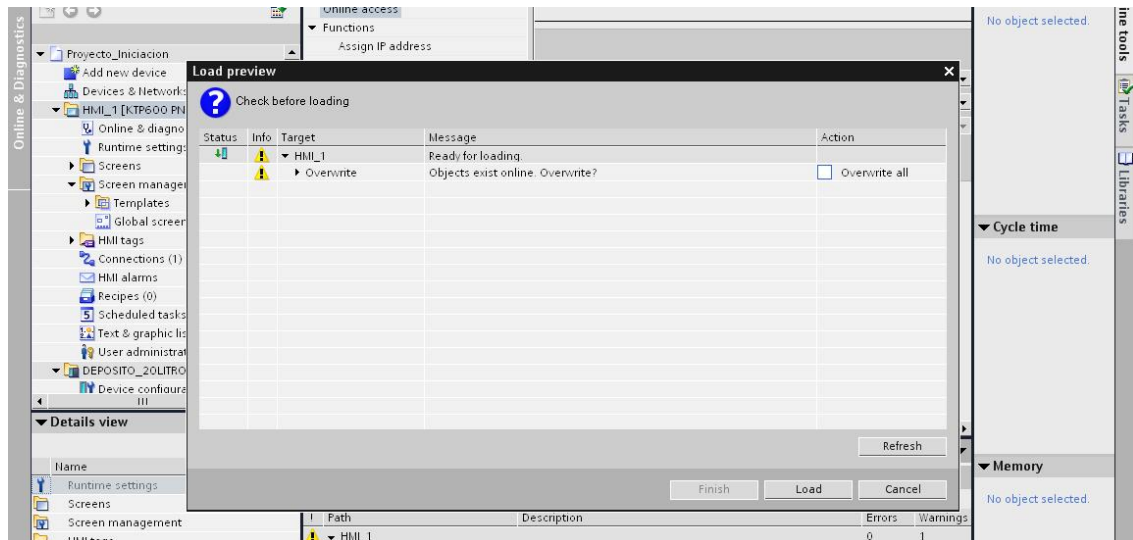 Online access
Functions
Assign IP address
Proyecto_Iniciacion
Add new device
Devices & Network
HMI_1 [KTP600 PN
Online & diagno
Runtime settings
Screens
Screen manager
Templates
Global screen
HMI tags
Connections (1)
HMI alarms
Recipes (0)
Scheduled tasks
Text & graphic lis
User administrat
DEPOSITO_20LITRO
Device configura
Details view
Name
Runtime settings
Screens
Screen management
HMI tags
Online & Diagnostics
Load preview
Check before loading
Status Info Target Message Action
HMI_1 Ready for loading.
Overwrite Objects exist online. Overwrite? Overwrite all
Refresh
Finish Load Cancel
! Path Description Errors Warnings
HMI_1 0 1
No object selected.
Cycle time
No object selected.
Memory
No object selected.
ine tools
Tasks
Libraries